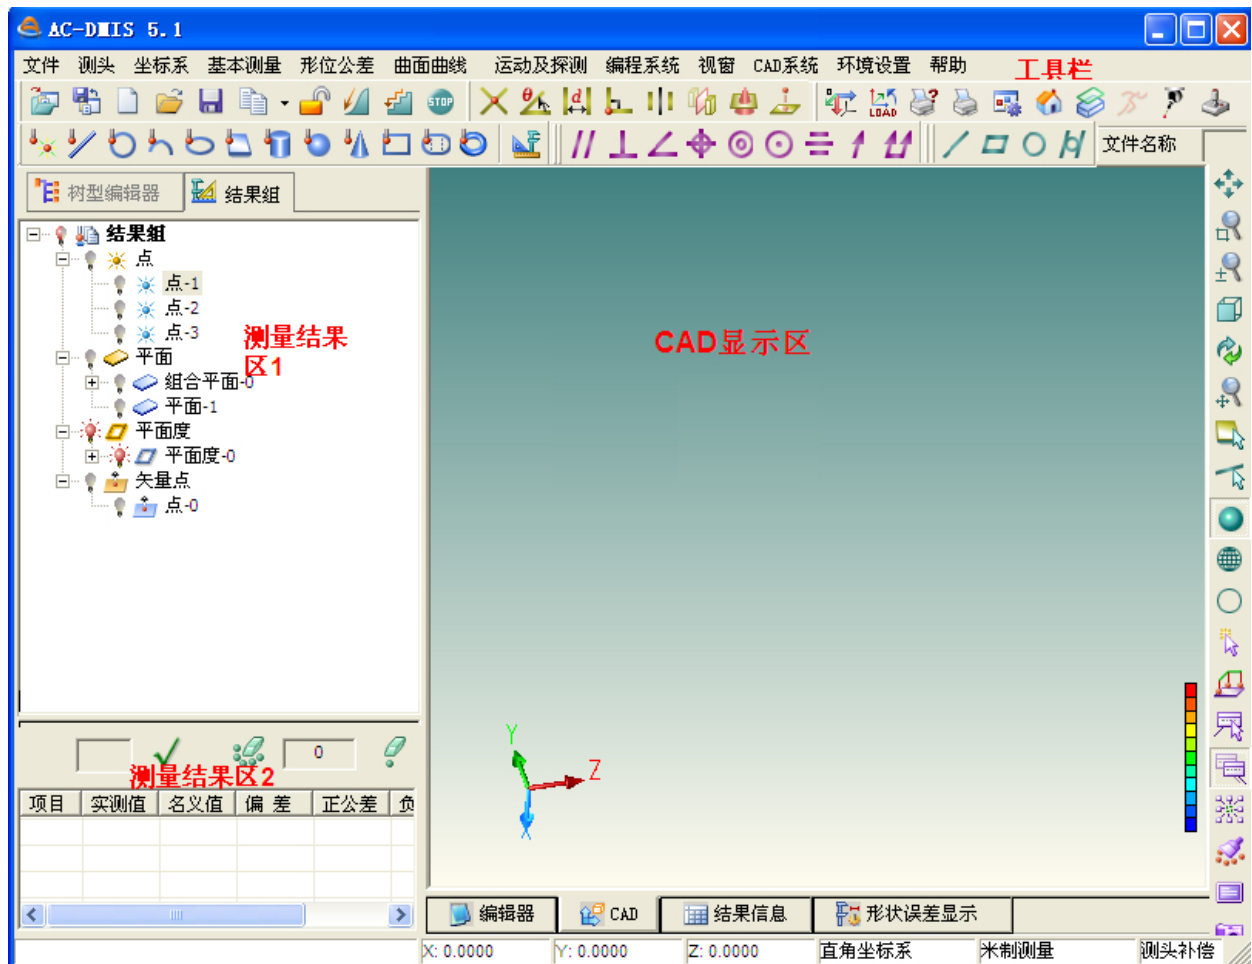 AC-DMIS 5.1
文件 测头 坐标系 基本测量 形位公差 曲面曲线 运动及探测 编程系统 视窗 CAD系统 环境设置 帮助
工具栏
STOP
θ
d
LOAD
文件名称
树型编辑器 结果组
结果组
点
点-1
点-2
点-3
测量结果
区1
平面
组合平面-0
平面-1
平面度
平面度-0
矢量点
点-0
CAD显示区
0
测量结果区2
项目 实测值 名义值 偏 差 正公差
Y
Z
X
编辑器 CAD 结果信息 形状误差显示
X: 0.0000 Y: 0.0000 Z: 0.0000 直角坐标系 米制测量 测头补偿